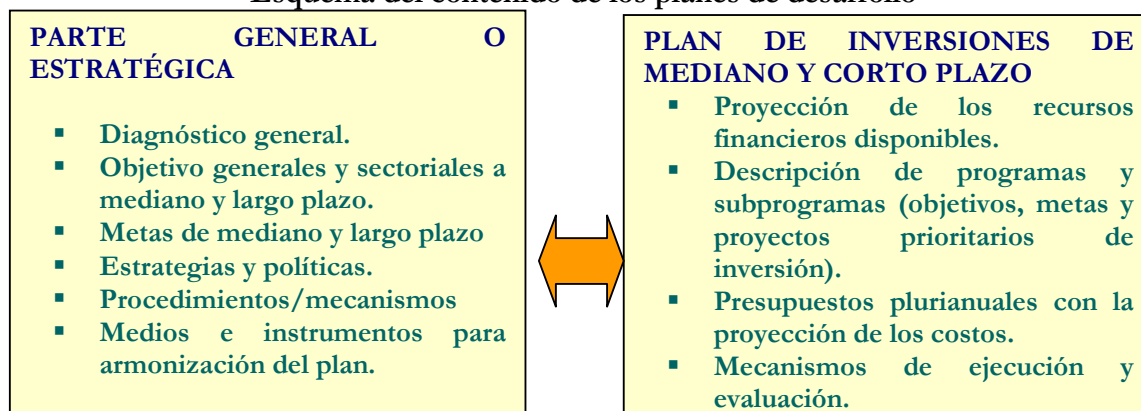 Esquema del contenido de los planes de desarrollo
PARTE GENERAL O
ESTRATÉGICA
▪ Diagnóstico general.
▪ Objetivo generales y sectoriales a
mediano y largo plazo.
▪ Metas de mediano y largo plazo
▪ Estrategias y políticas.
▪ Procedimientos/mecanismos
▪ Medios e instrumentos para
armonización del plan.
PLAN DE INVERSIONES DE
MEDIANO Y CORTO PLAZO
▪ Proyección de los recursos
financieros disponibles.
▪ Descripción de programas y
subprogramas (objetivos, metas y
proyectos prioritarios de
inversión).
▪ Presupuestos plurianuales con la
proyección de los costos.
▪ Mecanismos de ejecución y
evaluación.